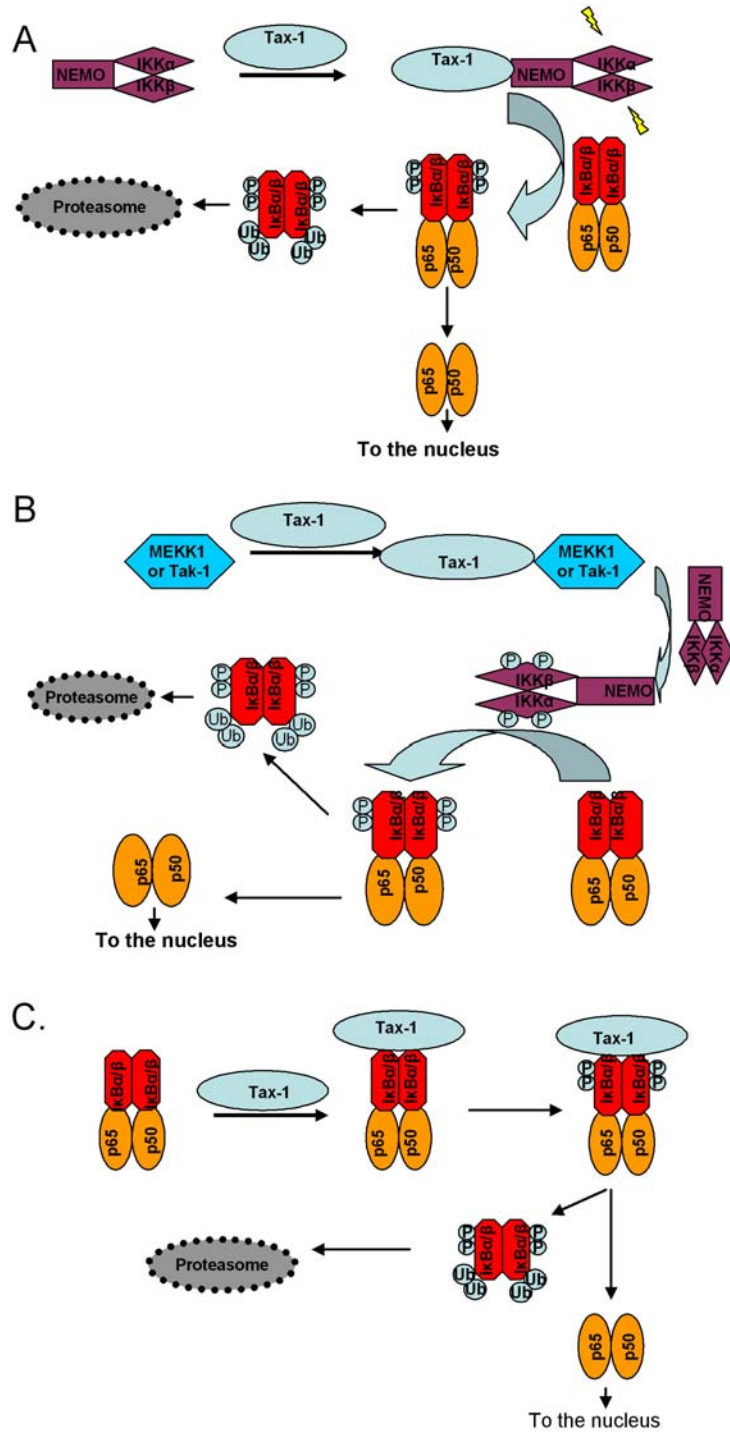 A
Tax-1
NEMO
IKKα
IKKβ
Tax-1
NEMO
IKKα
IKKβ
Proteasome
P
P
P
P
IκBα/β
IκBα/β
Ub
Ub
Ub
Ub
P
P
P
P
IκBα/β
IκBα/β
p65
p50
IκBα/β
IκBα/β
p65
p50
p65
p50
To the nucleus
B
Tax-1
MEKK1
or Tak-1
Tax-1
MEKK1
or Tak-1
NEMO
IKKβ
IKKα
P
P
IKKβ
IKKα
NEMO
P
P
Proteasome
P
P
P
P
IκBα/β
IκBα/β
Ub
Ub
Ub
Ub
P
P
P
P
IκBα/β
IκBα/β
p65
p50
IκBα/β
IκBα/β
p65
p50
p65
p50
To the nucleus
C.
IκBα/β
IκBα/β
p65
p50
Tax-1
Tax-1
IκBα/β
IκBα/β
p65
p50
Tax-1
P
P
P
P
IκBα/β
IκBα/β
p65
p50
Proteasome
P
P
P
P
IκBα/β
IκBα/β
Ub
Ub
Ub
Ub
p65
p50
To the nucleus